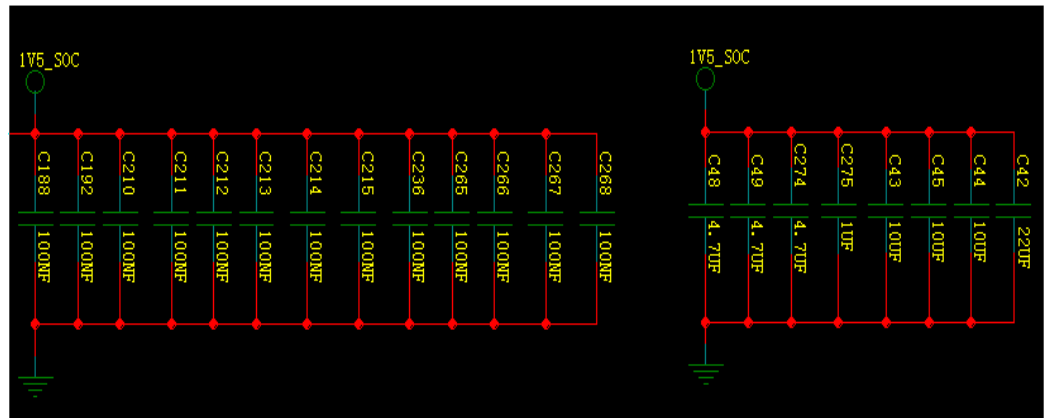 1V5_SOC
C188
C192
C210
C211
C212
C213
C214
C215
C236
C265
C266
C267
C268
100NF
100NF
100NF
100NF
100NF
100NF
100NF
100NF
100NF
100NF
100NF
100NF
100NF
1V5_SOC
C48
C49
C274
C275
C43
C45
C44
C42
4.7UF
4.7UF
4.7UF
1UF
10UF
10UF
10UF
22UF